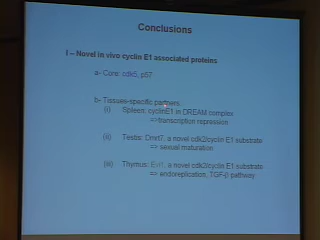 Conclusions
I – Novel in vivo cyclin E1 associated proteins
a- Core: cdk5, p57
b- Tissues-specific partners
(i) Spleen: cyclinE1 in DREAM complex
=>transcription repression
(ii) Testis: Dmrt7, a novel cdk2/cyclin E1 substrate
=> sexual maturation
(iii) Thymus: a novel cdk2/cyclin E1 substrate
=> endoreplication, TGF-β pathway